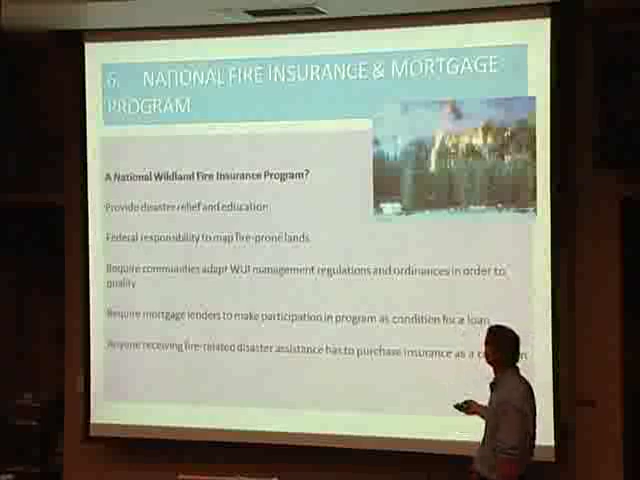 6. NATIONAL FIRE INSURANCE & MORTGAGE
PROGRAM
A National Wildland Fire Insurance Program?
Provide disaster relief and education
Federal responsibility to map fire-prone lands
Require communities adapt WUI management regulations and ordinances in order to
quality
Require mortgage lenders to make participation in program as condition for a loan
Anyone receiving fire-related disaster assistance has to purchase insurance as a